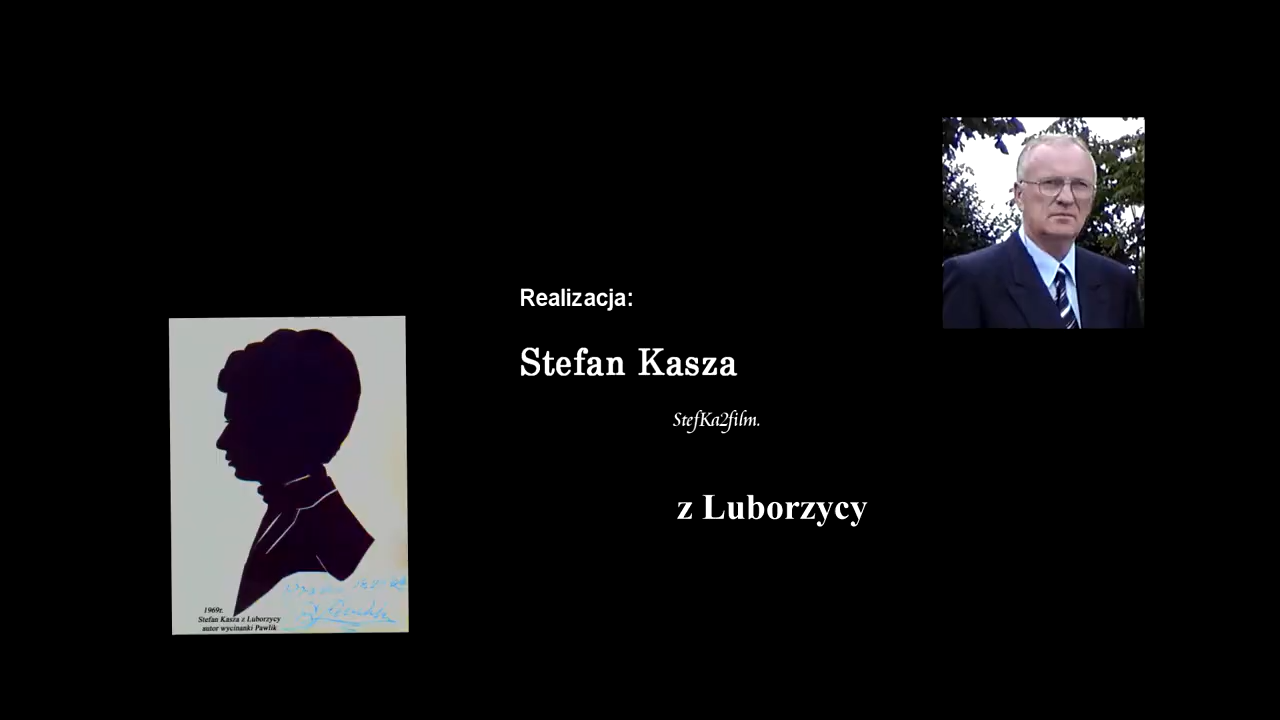 Realizacja:
Stefan Kasza
StefKa2film.
z Luborzycy
1969r.
Stefan Kasza z Luborzycy
autor wycinanki Pawlik